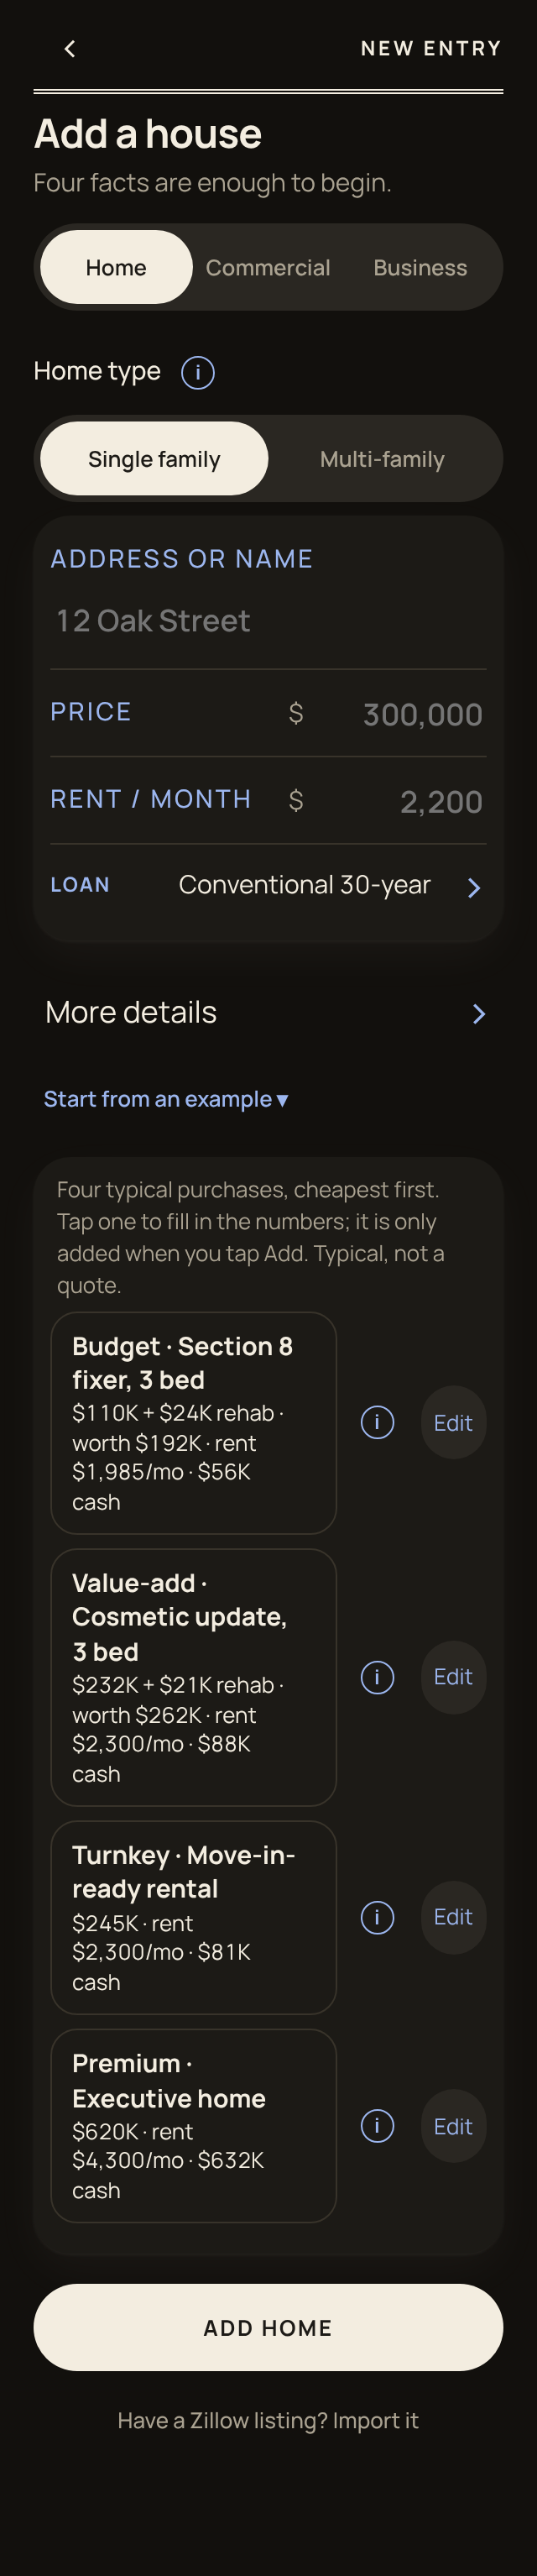 NEW ENTRY
Add a house
Four facts are enough to begin.
Home Commercial Business
Home type i
Single family Multi-family
ADDRESS OR NAME
12 Oak Street
PRICE $ 300,000
RENT / MONTH $ 2,200
LOAN Conventional 30-year
More details
Start from an example ▾
Four typical purchases, cheapest first.
Tap one to fill in the numbers; it is only
added when you tap Add. Typical, not a
quote.
Budget · Section 8
fixer, 3 bed
$110K + $24K rehab ·
worth $192K · rent
$1,985/mo · $56K
cash
i Edit
Value-add ·
Cosmetic update,
3 bed
$232K + $21K rehab ·
worth $262K · rent
$2,300/mo · $88K
cash
i Edit
Turnkey · Move-in-
ready rental
$245K · rent
$2,300/mo · $81K
cash
i Edit
Premium ·
Executive home
$620K · rent
$4,300/mo · $632K
cash
i Edit
ADD HOME
Have a Zillow listing? Import it